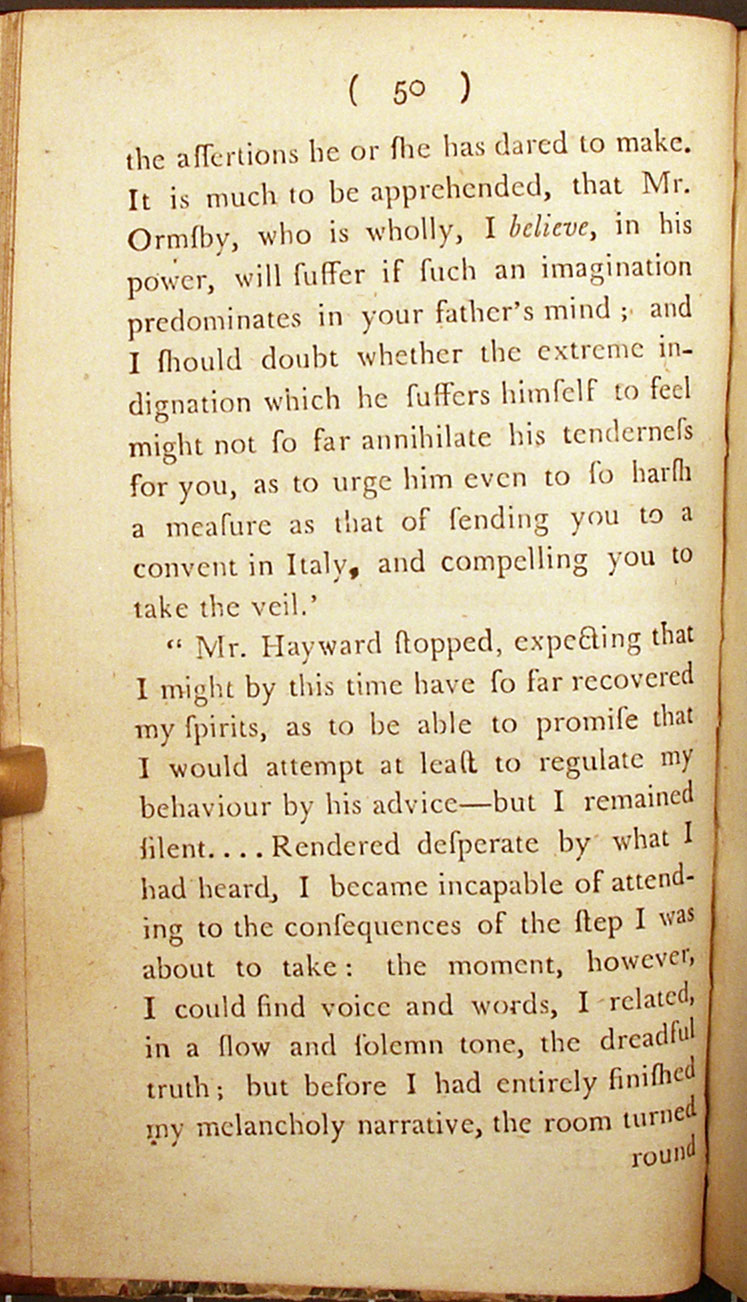 ( 50 )
the aſſertions he or ſhe has dared to make.
It is much to be apprehended, that Mr.
Ormſby, who is wholly, I believe, in his
power, will ſuffer if ſuch an imagination
predominates in your father's mind ; and
I ſhould doubt whether the extreme in-
dignation which he ſuffers himſelf to feel
might not ſo far annihilate his tenderneſs
for you, as to urge him even to ſo harſh
a meaſure as that of ſending you to a
convent in Italy, and compelling you to
take the veil.'
“ Mr. Hayward ſtopped, expecting that
I might by this time have ſo far recovered
my ſpirits, as to be able to promiſe that
I would attempt at leaſt to regulate my
behaviour by his advice—but I remained
ſilent.... Rendered deſperate by what I
had heard, I became incapable of attend-
ing to the conſequences of the ſtep I was
about to take : the moment, however,
I could find voice and words, I related,
in a ſlow and ſolemn tone, the dreadful
truth ; but before I had entirely finiſhed
my melancholy narrative, the room turned
round